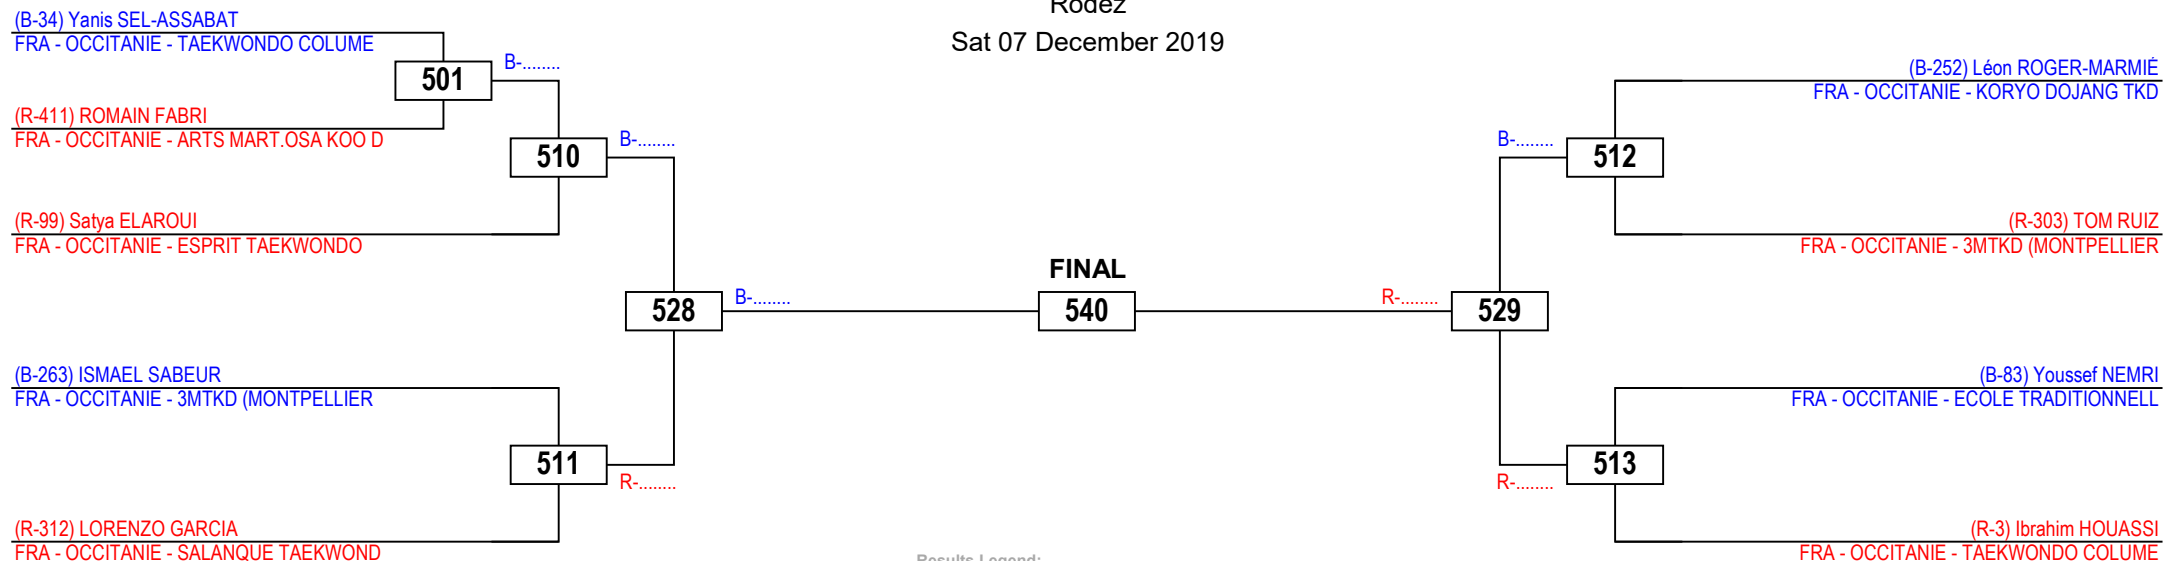 Rodez
Sat 07 December 2019
(B-34) Yanis SEL-ASSABAT
FRA - OCCITANIE - TAEKWONDO COLUME
501
B-........
(R-411) ROMAIN FABRI
FRA - OCCITANIE - ARTS MART.OSA KOO D
510
B-........
(R-99) Satya ELAROUI
FRA - OCCITANIE - ESPRIT TAEKWONDO
528
B-........
(B-263) ISMAEL SABEUR
FRA - OCCITANIE - 3MTKD (MONTPELLIER
511
R-........
(R-312) LORENZO GARCIA
FRA - OCCITANIE - SALANQUE TAEKWOND
FINAL
540
(B-252) Léon ROGER-MARMIÉ
FRA - OCCITANIE - KORYO DOJANG TKD
B-........
512
(R-303) TOM RUIZ
FRA - OCCITANIE - 3MTKD (MONTPELLIER
R-........
529
(B-83) Youssef NEMRI
FRA - OCCITANIE - ECOLE TRADITIONNELL
513
R-........
(R-3) Ibrahim HOUASSI
FRA - OCCITANIE - TAEKWONDO COLUME
Results Legend: